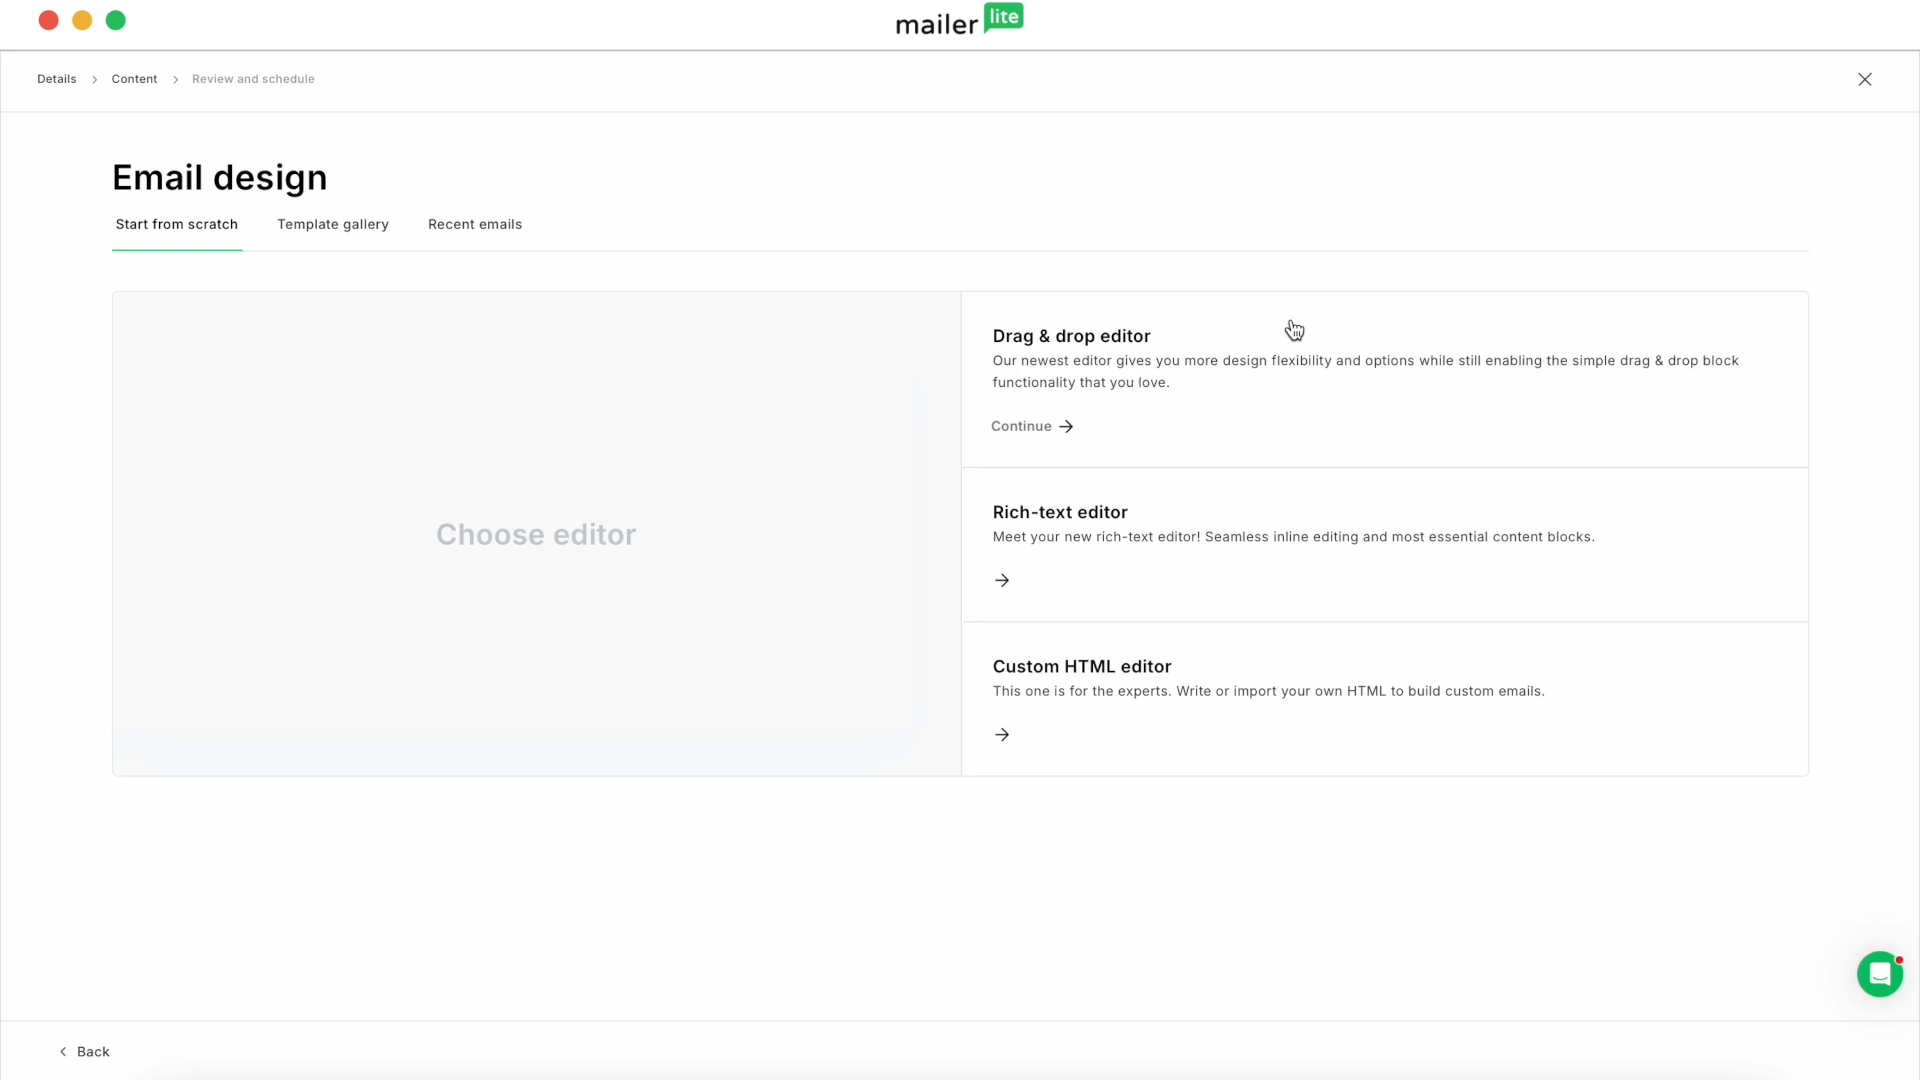 mailer lite
Details > Content > Review and schedule
Email design
Start from scratch Template gallery Recent emails
Choose editor
Drag & drop editor
Our newest editor gives you more design flexibility and options while still enabling the simple drag & drop block
functionality that you love.
Continue
Rich-text editor
Meet your new rich-text editor! Seamless inline editing and most essential content blocks.
Custom HTML editor
This one is for the experts. Write or import your own HTML to build custom emails.
Back